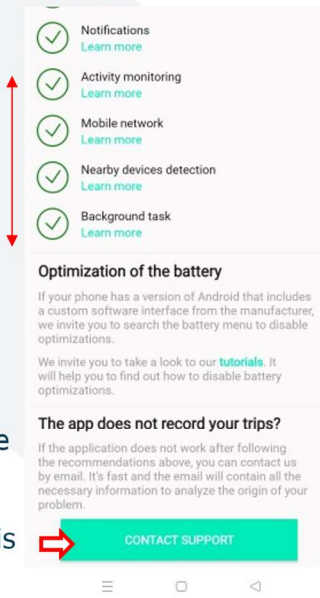 Notifications
Learn more
Activity monitoring
Learn more
Mobile network
Learn more
Nearby devices detection
Learn more
Background task
Learn more
Optimization of the battery
If your phone has a version of Android that includes
a custom software interface from the manufacturer,
we invite you to search the battery menu to disable
optimizations.
We invite you to take a look to our tutorials. It
will help you to find out how to disable battery
optimizations.
The app does not record your trips?
If the application does not work after following
the recommendations above, you can contact us
by email. It's fast and the email will contain all the
necessary information to analyze the origin of your
problem.
CONTACT SUPPORT
e
is